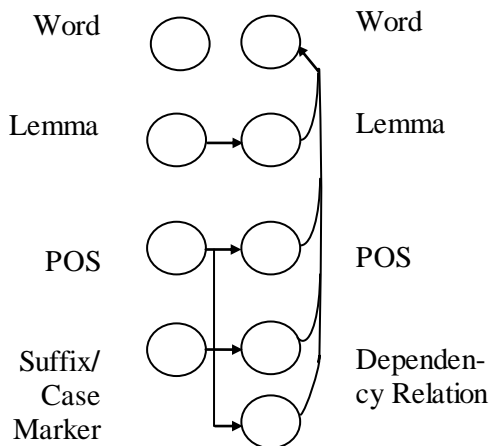 Word Word
Lemma Lemma
POS POS
Suffix/
Case
Marker
Dependen-
cy Relation